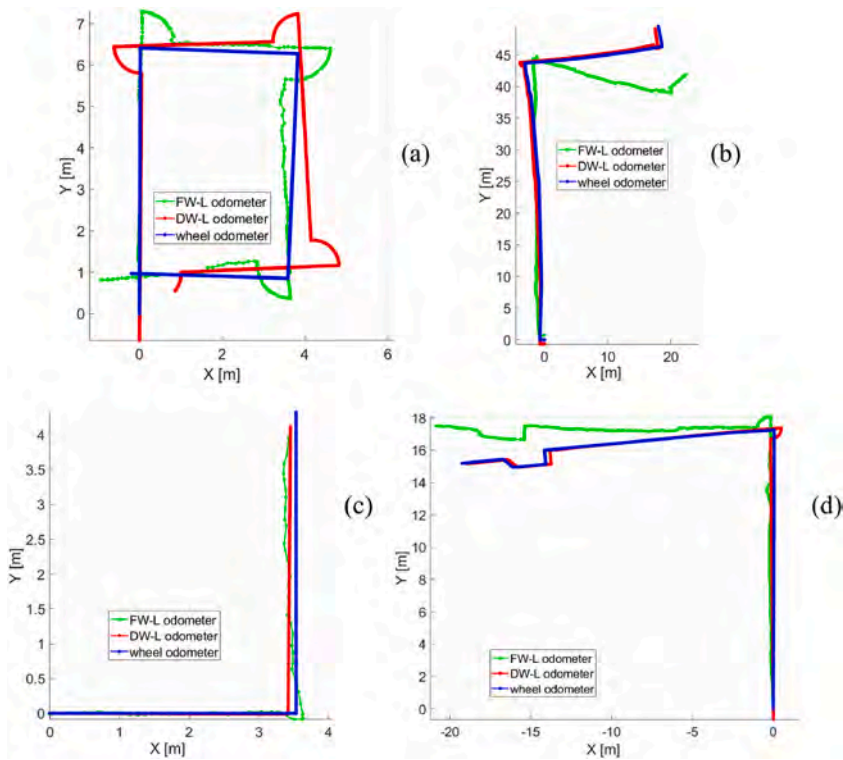 7
6
5
4
3
2
1
0
Y [m]
0
2
4
6
X [m]
FW-L odometer
DW-L odometer
wheel odometer
(a)
45
40
35
30
25
20
15
10
5
0
Y [m]
0
10
20
X [m]
FW-L odometer
DW-L odometer
wheel odometer
(b)
4
3.5
3
2.5
2
1.5
1
0.5
0
Y [m]
0
1
2
3
4
X [m]
FW-L odometer
DW-L odometer
wheel odometer
(c)
18
16
14
12
10
8
6
4
2
0
Y [m]
-20
-15
-10
-5
0
X [m]
FW-L odometer
DW-L odometer
wheel odometer
(d)